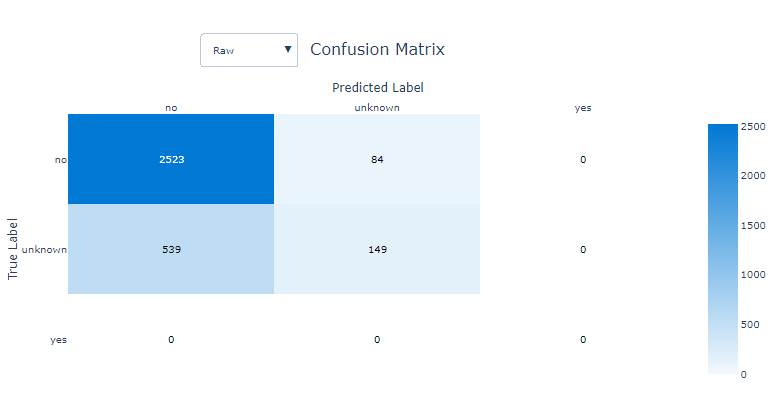 Raw ▼ Confusion Matrix
Predicted Label
no unknown yes
no 2523 84 0
unknown 539 149 0
yes 0 0 0
True Label
2500
2000
1500
1000
500
0